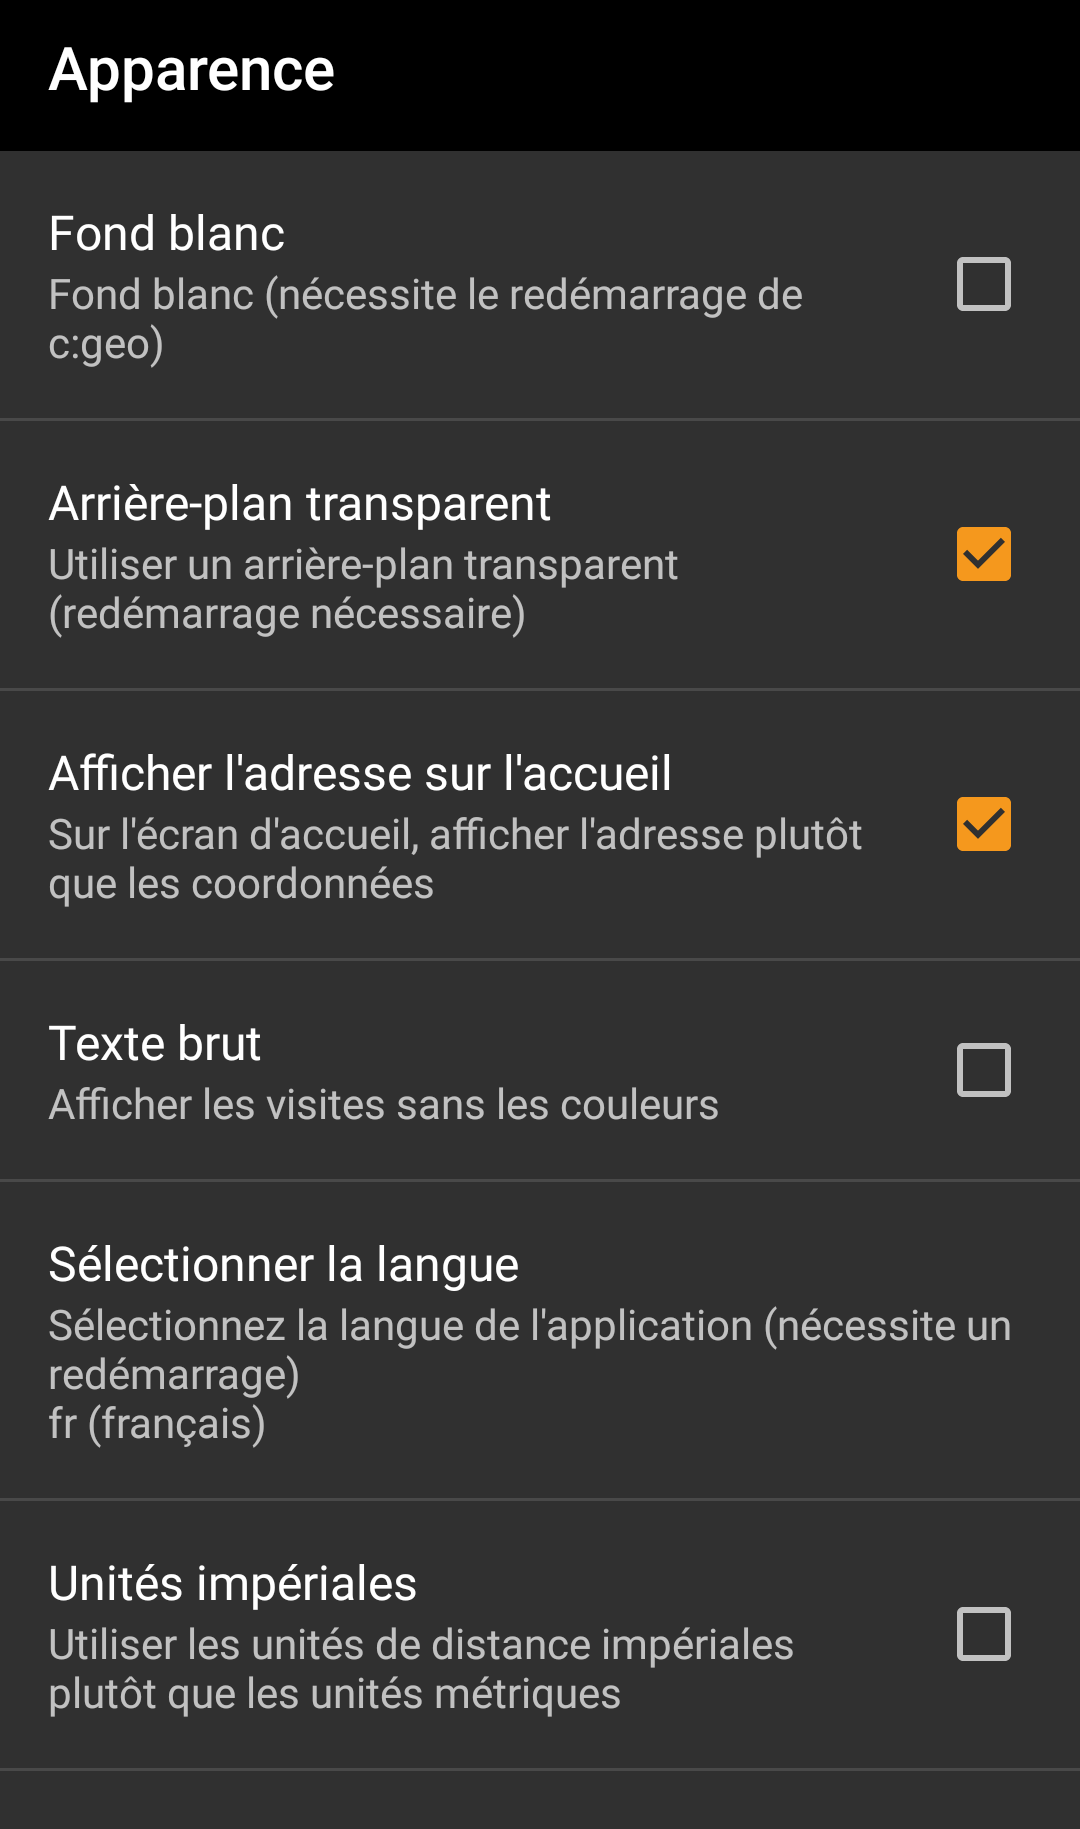 Apparence
Fond blanc
Fond blanc (nécessite le redémarrage de
c:geo)
Arrière-plan transparent
Utiliser un arrière-plan transparent
(redémarrage nécessaire)
Afficher l'adresse sur l'accueil
Sur l'écran d'accueil, afficher l'adresse plutôt
que les coordonnées
Texte brut
Afficher les visites sans les couleurs
Sélectionner la langue
Sélectionnez la langue de l'application (nécessite un
redémarrage)
fr (français)
Unités impériales
Utiliser les unités de distance impériales
plutôt que les unités métriques